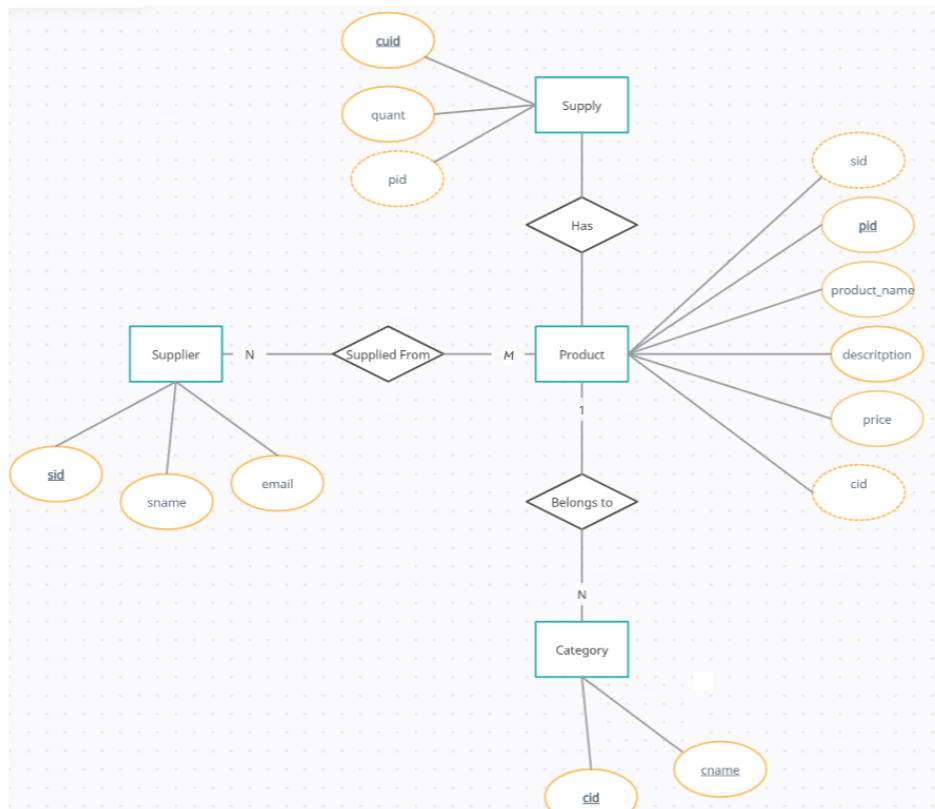 cuid
Supply
quant
sid
pid
Has
pid
product_name
Supplier
N
Supplied From
M
Product
descritption
1
price
sid
sname
email
cid
Belongs to
N
Category
cname
cid